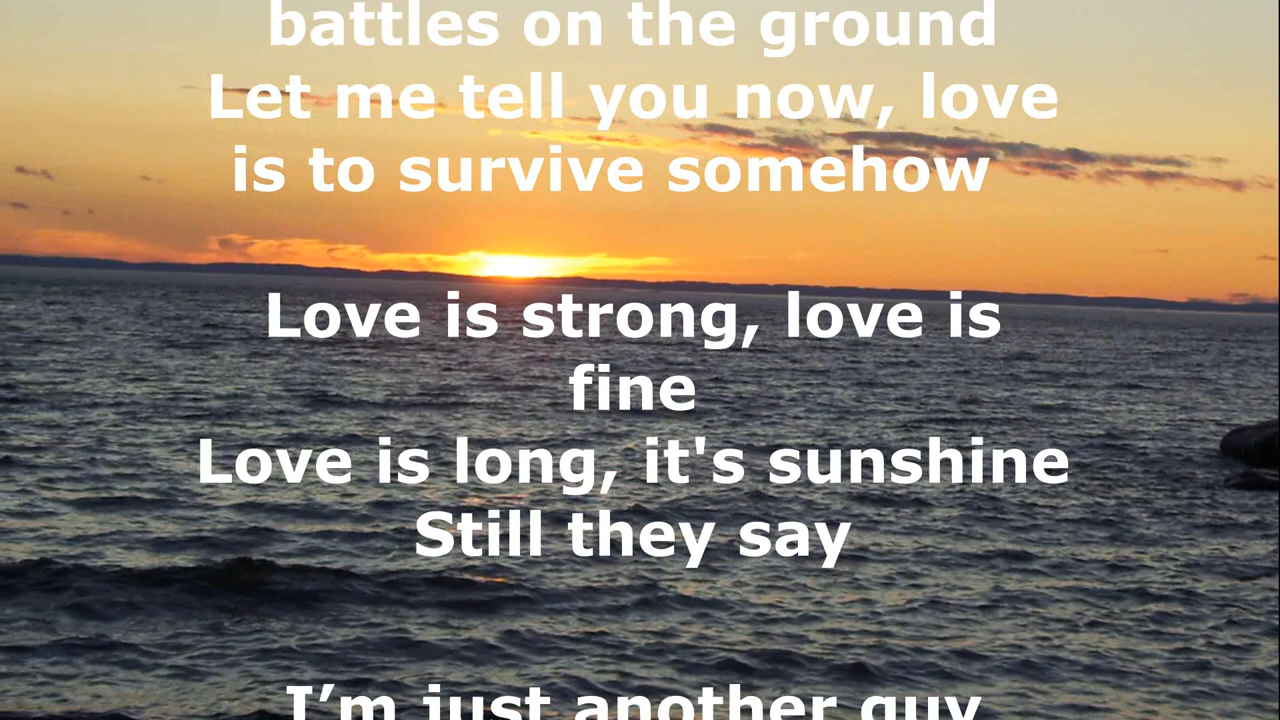 battles on the ground
Let me tell you now, love
is to survive somehow
Love is strong, love is
fine
Love is long, it's sunshine
Still they say
I’m just another guy